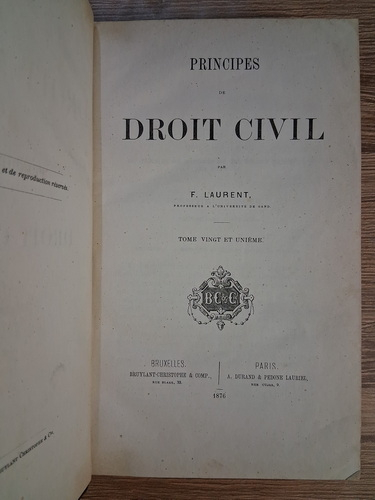 et de reproduction réservés.
PRINCIPES
DE
DROIT CIVIL
PAR
F. LAURENT,
PROFESSEUR A L'UNIVERSITÉ DE GAND.
TOME VINGT ET UNIÈME.
BC&C
BRUXELLES.
BRUYLANT-CHRISTOPHE & COMP.,
PARIS.
A. DURAND & PEDONE LAURIEL,
1876